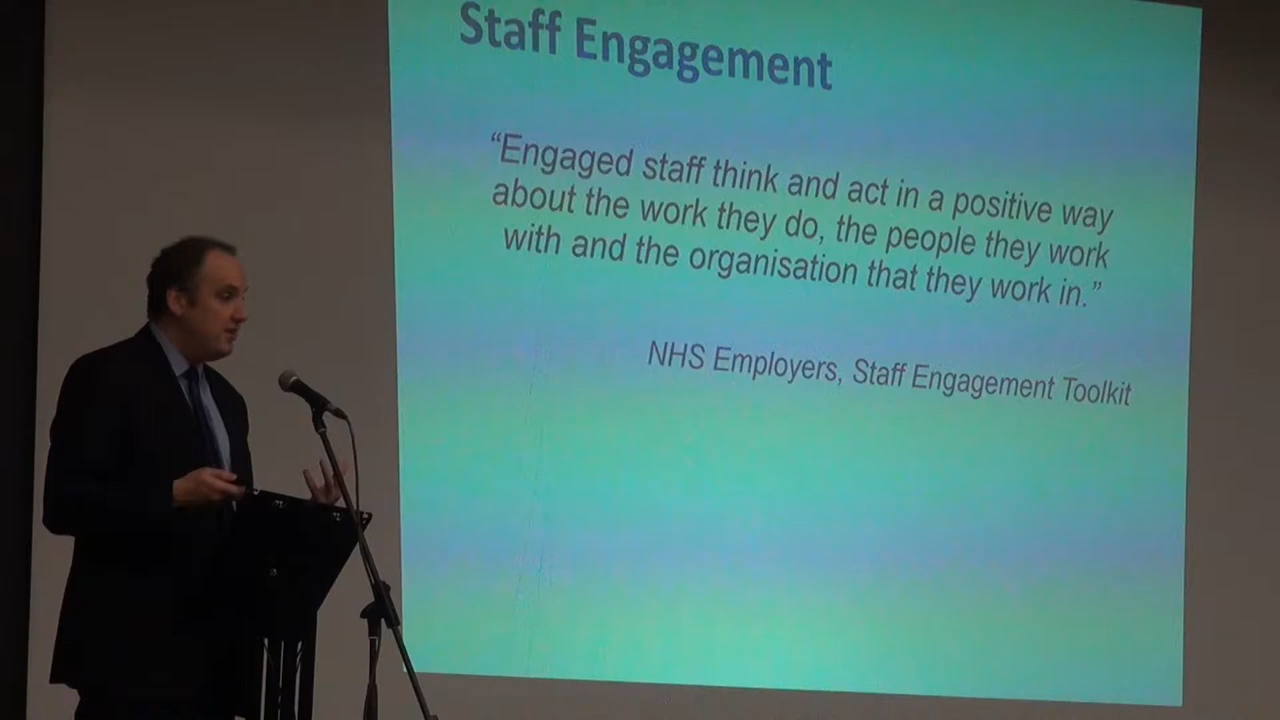 Staff Engagement
“Engaged staff think and act in a positive way
about the work they do, the people they work
with and the organisation that they work in.”
NHS Employers, Staff Engagement Toolkit